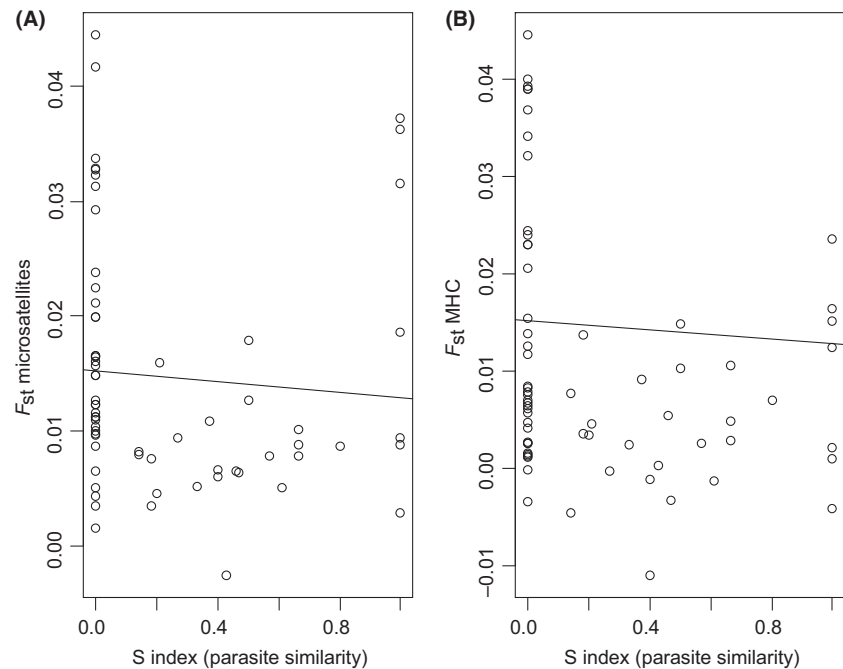 (A)
0.04
0.03
0.02
0.01
0.00
Fst microsatellites
0.0 0.4 0.8
S index (parasite similarity)
(B)
0.04
0.03
0.02
0.01
0.00
−0.01
Fst MHC
0.0 0.4 0.8
S index (parasite similarity)